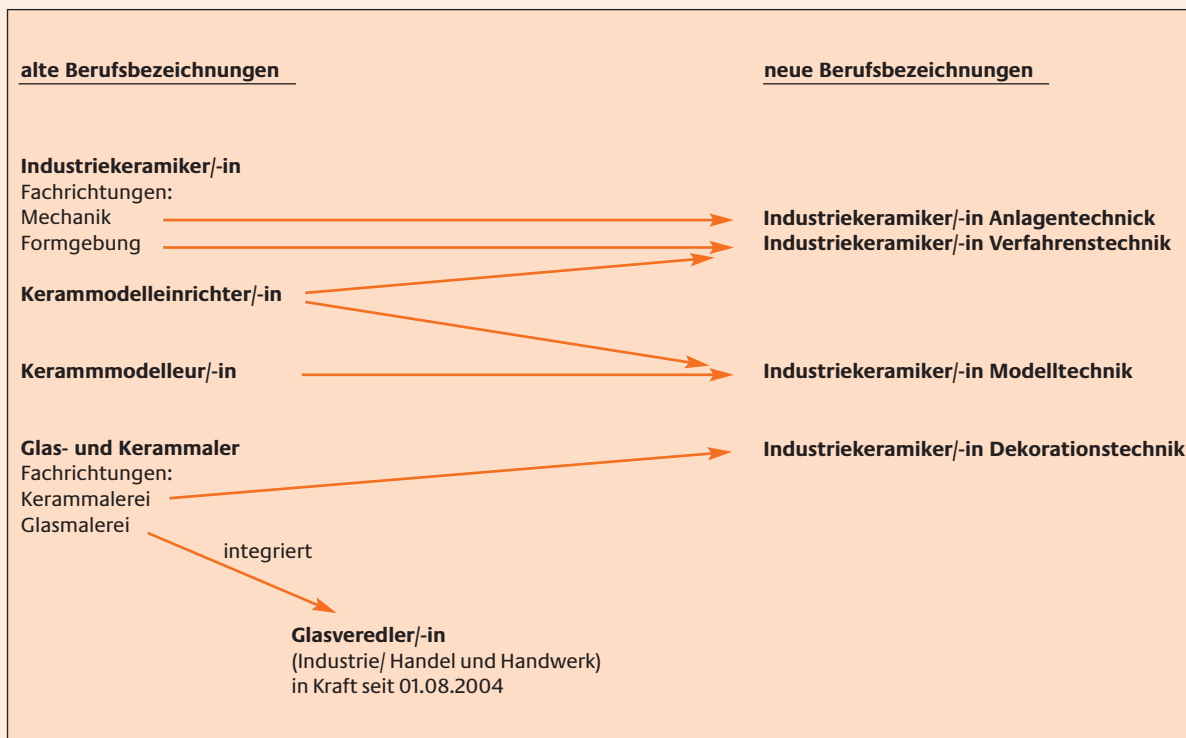 alte Berufsbezeichnungen
neue Berufsbezeichnungen
Industriekeramiker/-in
Fachrichtungen:
Mechanik
Industriekeramiker/-in Anlagentechnick
Formgebung
Industriekeramiker/-in Verfahrenstechnik
Kerammodelleinrichter/-in
Kerammmodelleur/-in
Industriekeramiker/-in Modelltechnik
Glas- und Kerammaler
Industriekeramiker/-in Dekorationstechnik
Fachrichtungen:
Kerammalerei
Glasmalerei
integriert
Glasveredler/-in
(Industrie/ Handel und Handwerk)
in Kraft seit 01.08.2004